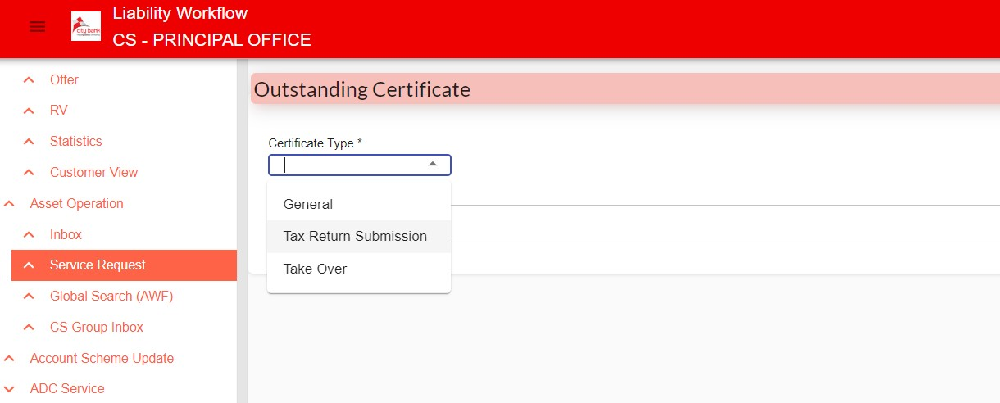 Liability Workflow
city bank
CS - PRINCIPAL OFFICE
Offer
RV
Statistics
Customer View
Asset Operation
Inbox
Service Request
Global Search (AWF)
CS Group Inbox
Account Scheme Update
ADC Service
Outstanding Certificate
Certificate Type *
General
Tax Return Submission
Take Over